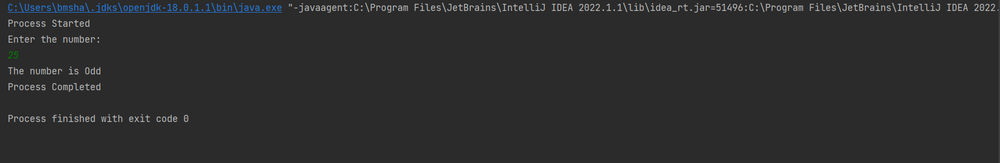 C:\Users\bmsha\.jdks\openjdk-18.0.1.1\bin\java.exe "-javaagent:C:\Program Files\JetBrains\IntelliJ IDEA 2022.1.1\lib\idea_rt.jar=51496:C:\Program Files\JetBrains\IntelliJ IDEA 2022.
Process Started
Enter the number:
25
The number is Odd
Process Completed
Process finished with exit code 0